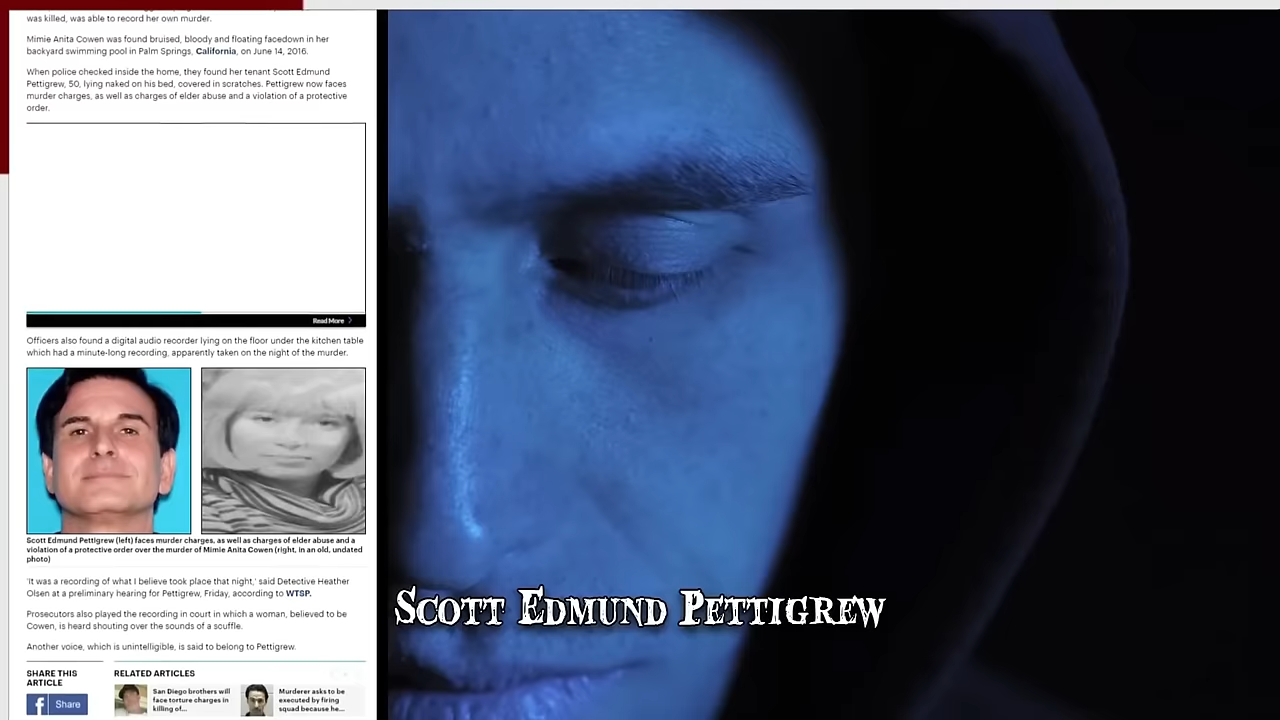 was killed, was able to record her own murder.
Mimie Anita Cowen was found bruised, bloody and floating facedown in her
backyard swimming pool in Palm Springs, California, on June 14, 2016.
When police checked inside the home, they found her tenant Scott Edmund
Pettigrew, 50, lying naked on his bed, covered in scratches. Pettigrew now faces
murder charges, as well as charges of elder abuse and a violation of a protective
order.
Read More
Officers also found a digital audio recorder lying on the floor under the kitchen table
which had a minute-long recording, apparently taken on the night of the murder.
Scott Edmund Pettigrew (left) faces murder charges, as well as charges of elder abuse and a
violation of a protective order over the murder of Mimie Anita Cowen (right, in an old, undated
photo)
'It was a recording of what I believe took place that night,' said Detective Heather
Olsen at a preliminary hearing for Pettigrew, Friday, according to WTSP.
Prosecutors also played the recording in court in which a woman, believed to be
Cowen, is heard shouting over the sounds of a scuffle.
Another voice, which is unintelligible, is said to belong to Pettigrew.
SHARE THIS
ARTICLE
Share
RELATED ARTICLES
San Diego brothers will
face torture charges in
killing of...
Murderer asks to be
executed by firing
squad because he...
Scott Edmund Pettigrew